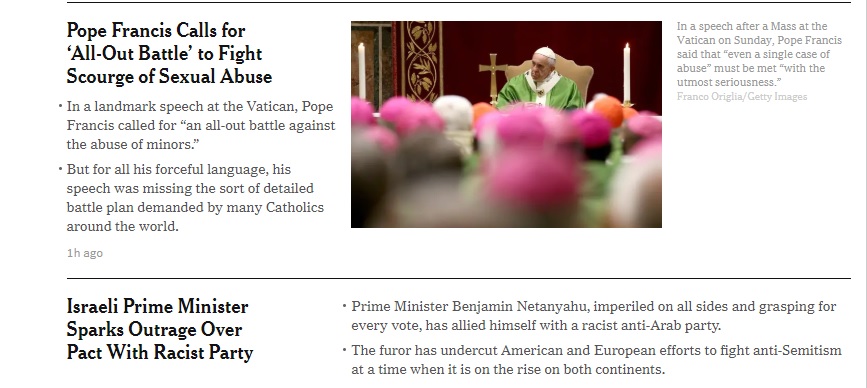 Pope Francis Calls for
‘All-Out Battle’ to Fight
Scourge of Sexual Abuse
• In a landmark speech at the Vatican, Pope
Francis called for “an all-out battle against
the abuse of minors.”
• But for all his forceful language, his
speech was missing the sort of detailed
battle plan demanded by many Catholics
around the world.
1h ago
In a speech after a Mass at the
Vatican on Sunday, Pope Francis
said that “even a single case of
abuse” must be met “with the
utmost seriousness.”
Franco Origlia/Getty Images
Israeli Prime Minister
Sparks Outrage Over
Pact With Racist Party
• Prime Minister Benjamin Netanyahu, imperiled on all sides and grasping for
every vote, has allied himself with a racist anti-Arab party.
• The furor has undercut American and European efforts to fight anti-Semitism
at a time when it is on the rise on both continents.